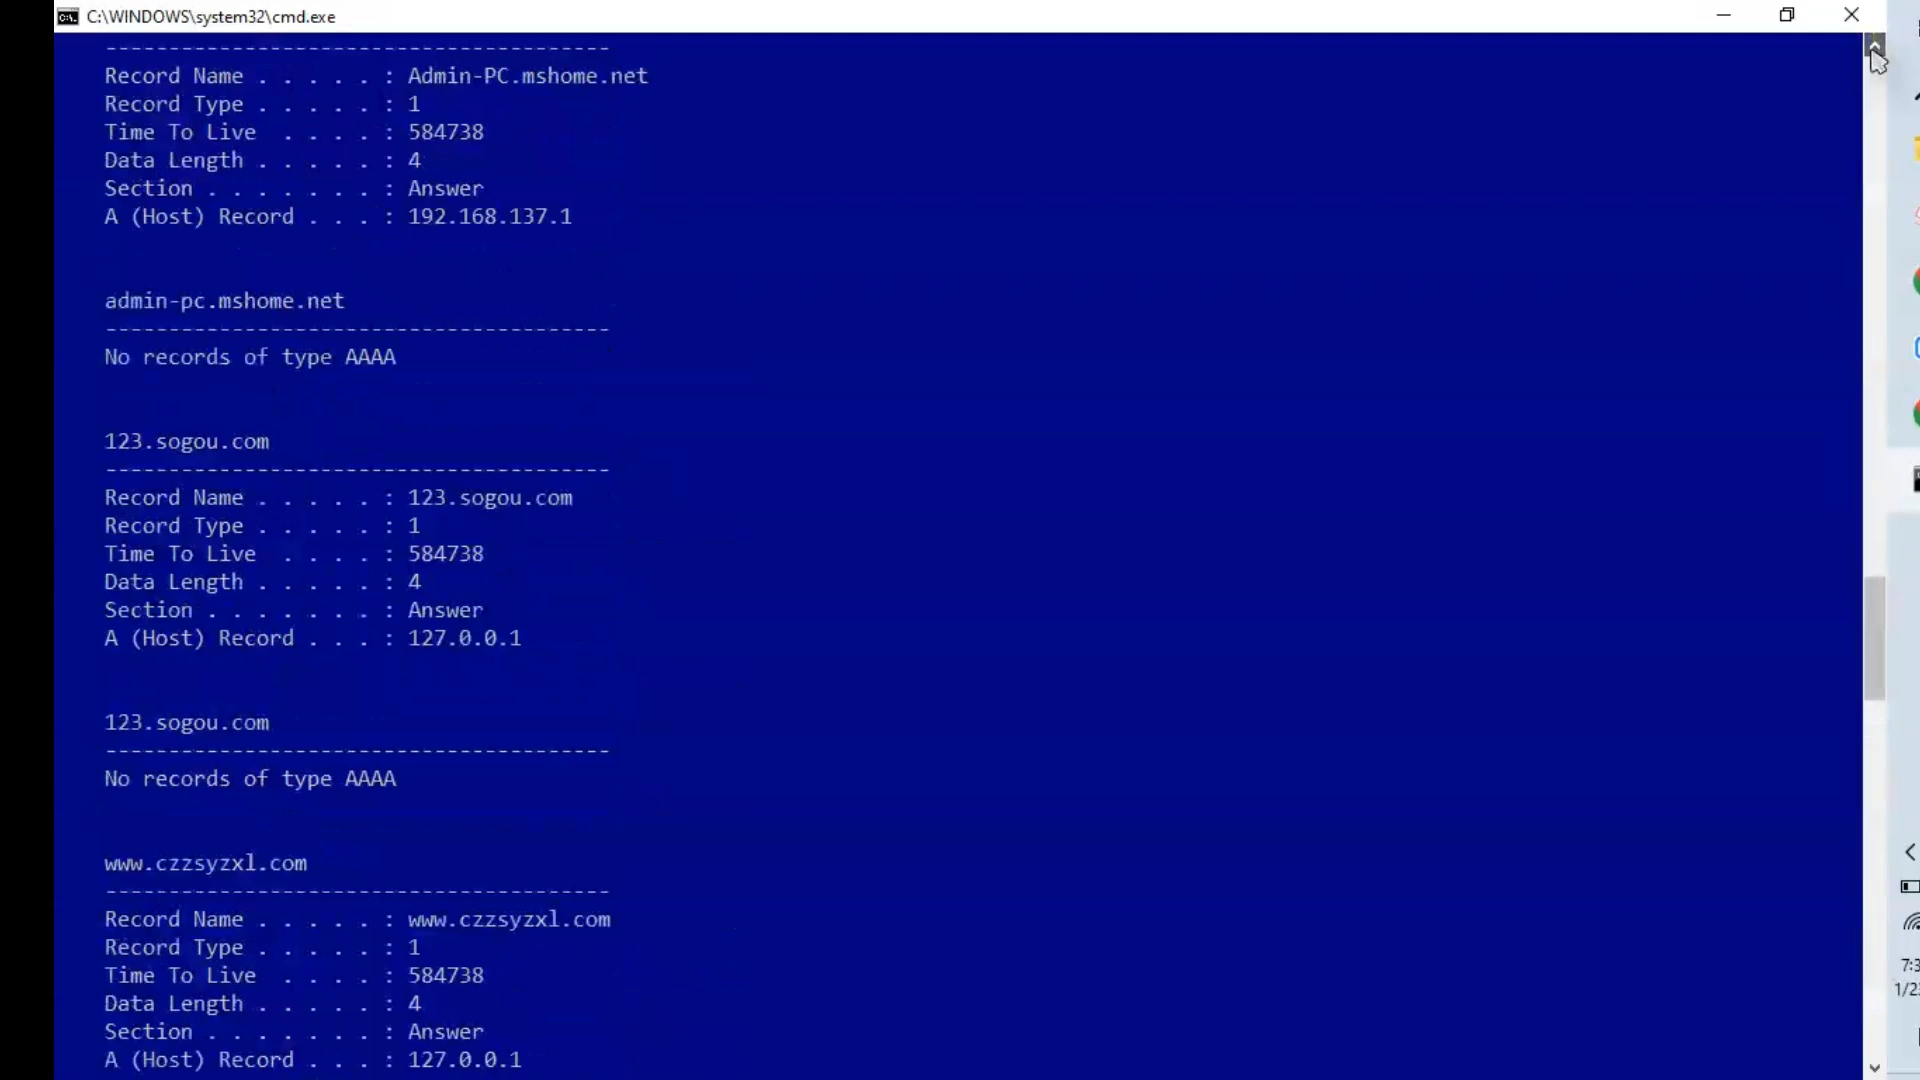 C:\WINDOWS\system32\cmd.exe
----------------------------------------
Record Name . . . . . : Admin-PC.mshome.net
Record Type . . . . . : 1
Time To Live  . . . . : 584738
Data Length . . . . . : 4
Section . . . . . . . : Answer
A (Host) Record . . . : 192.168.137.1
admin-pc.mshome.net
----------------------------------------
No records of type AAAA
123.sogou.com
----------------------------------------
Record Name . . . . . : 123.sogou.com
Record Type . . . . . : 1
Time To Live  . . . . : 584738
Data Length . . . . . : 4
Section . . . . . . . : Answer
A (Host) Record . . . : 127.0.0.1
123.sogou.com
----------------------------------------
No records of type AAAA
www.czzsyzxl.com
----------------------------------------
Record Name . . . . . : www.czzsyzxl.com
Record Type . . . . . : 1
Time To Live  . . . . : 584738
Data Length . . . . . : 4
Section . . . . . . . : Answer
A (Host) Record . . . : 127.0.0.1